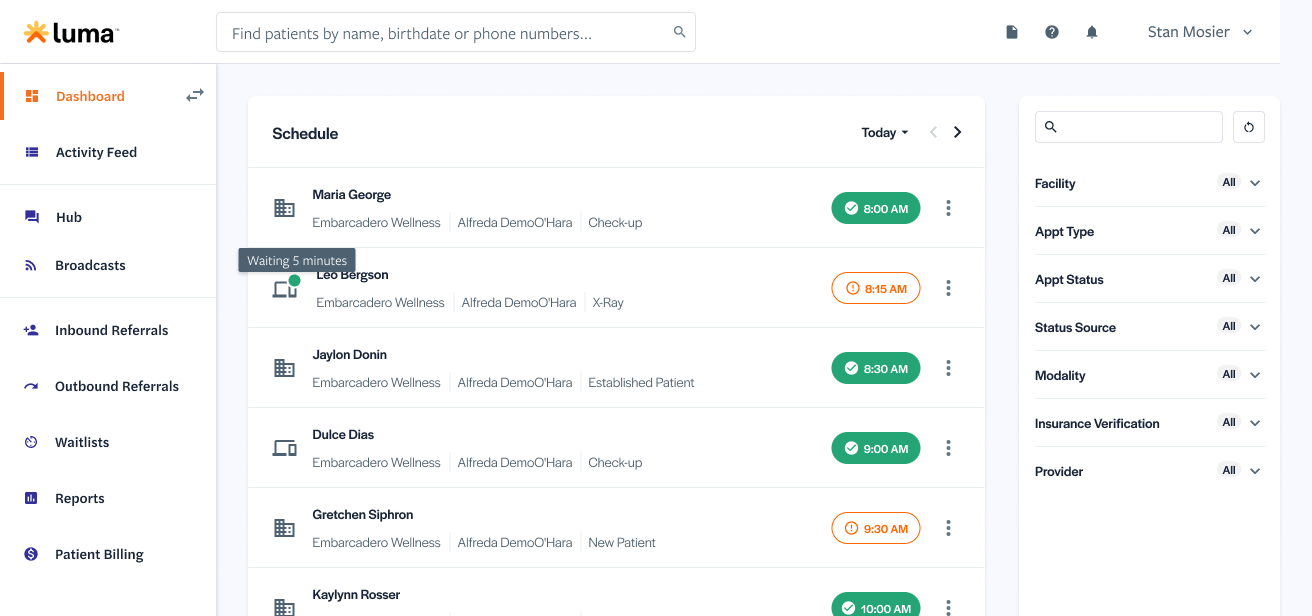 luma™
Find patients by name, birthdate or phone numbers...
Stan Mosier
Dashboard
Activity Feed
Hub
Broadcasts
Inbound Referrals
Outbound Referrals
Waitlists
Reports
Patient Billing
Schedule
Today
Maria George
Embarcadero Wellness
Alfreda DemoO'Hara
Check-up
8:00 AM
Waiting 5 minutes
Leo Bergson
Embarcadero Wellness
Alfreda DemoO'Hara
X-Ray
8:15 AM
Jaylon Donin
Embarcadero Wellness
Alfreda DemoO'Hara
Established Patient
8:30 AM
Dulce Dias
Embarcadero Wellness
Alfreda DemoO'Hara
Check-up
9:00 AM
Gretchen Siphron
Embarcadero Wellness
Alfreda DemoO'Hara
New Patient
9:30 AM
Kaylynn Rosser
10:00 AM
Facility All
Appt Type All
Appt Status All
Status Source All
Modality All
Insurance Verification All
Provider All